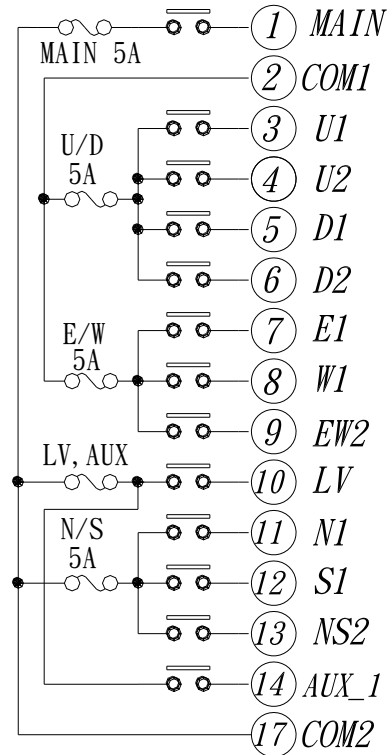 1 MAIN
MAIN 5A
2 COM1
3 U1
U/D
5A
4 U2
5 D1
6 D2
7 E1
E/W
5A
8 W1
9 EW2
LV, AUX
10 LV
11 N1
N/S
5A
12 S1
13 NS2
14 AUX_1
17 COM2